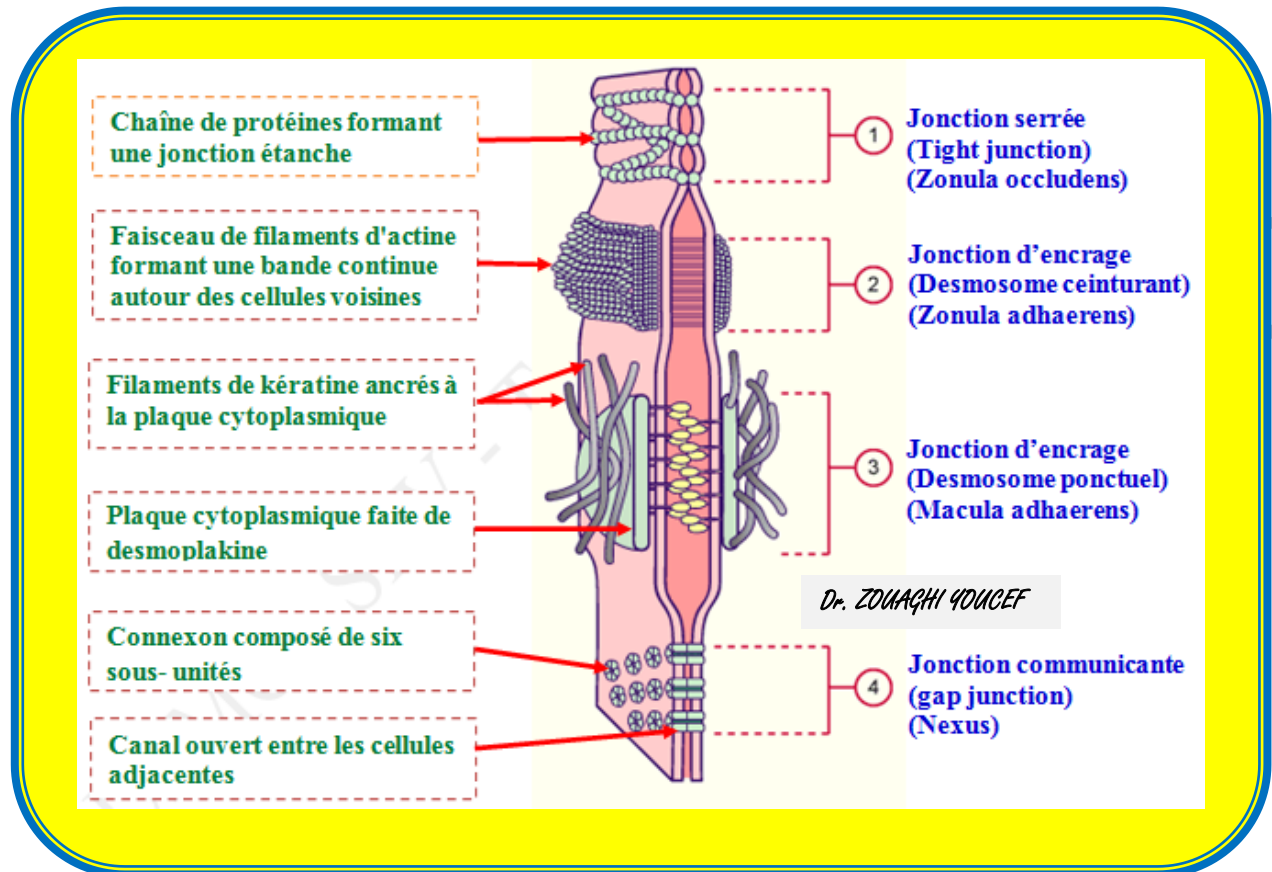 Chaîne de protéines formant
une jonction étanche
Faisceau de filaments d'actine
formant une bande continue
autour des cellules voisines
Filaments de kératine ancrés à
la plaque cytoplasmique
Plaque cytoplasmique faite de
desmoplakine
Connexon composé de six
sous- unités
Canal ouvert entre les cellules
adjacentes
1
Jonction serrée
(Tight junction)
(Zonula occludens)
2
Jonction d’encrage
(Desmosome ceinturant)
(Zonula adhaerens)
3
Jonction d’encrage
(Desmosome ponctuel)
(Macula adhaerens)
Dr. ZOUAGHI YOUCEF
4
Jonction communicante
(gap junction)
(Nexus)